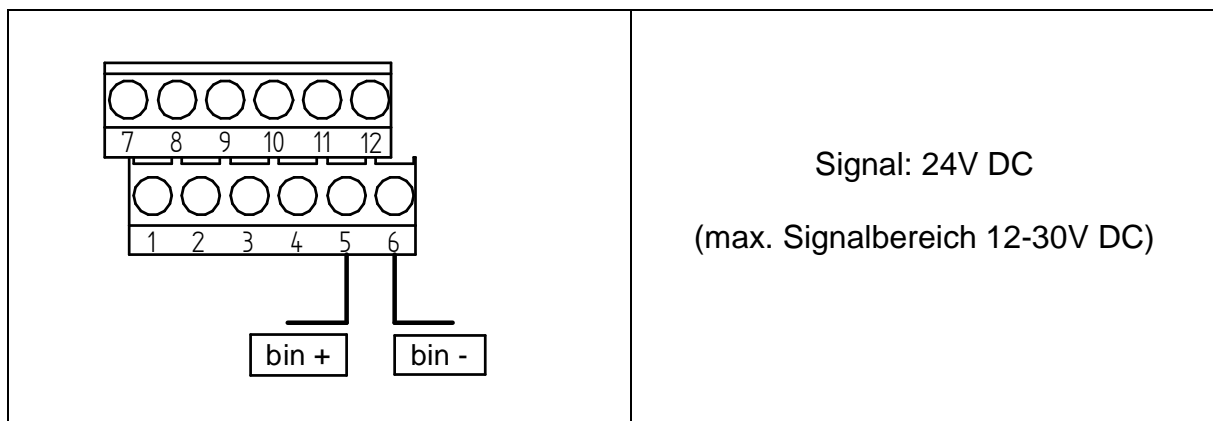 7 8 9 10 11 12
1 2 3 4 5 6
bin + bin -
Signal: 24V DC
(max. Signalbereich 12-30V DC)